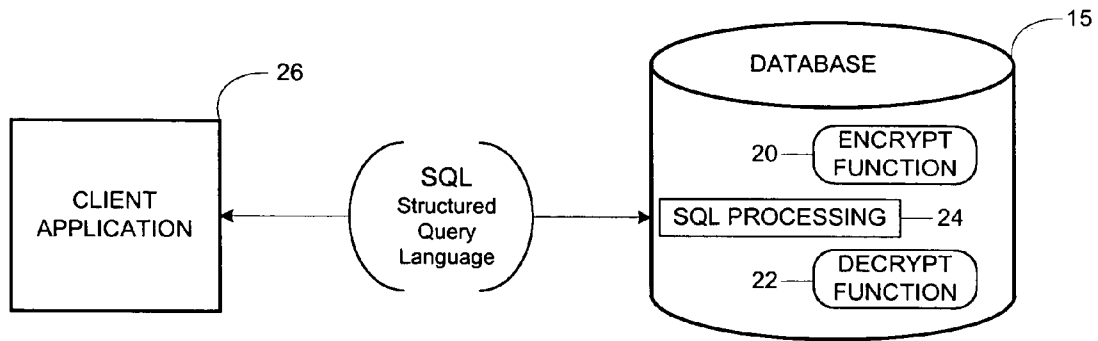 15
DATABASE
26
ENCRYPT
FUNCTION
20
CLIENT
APPLICATION
SQL
Structured
Query
Language
SQL PROCESSING
24
DECRYPT
FUNCTION
22